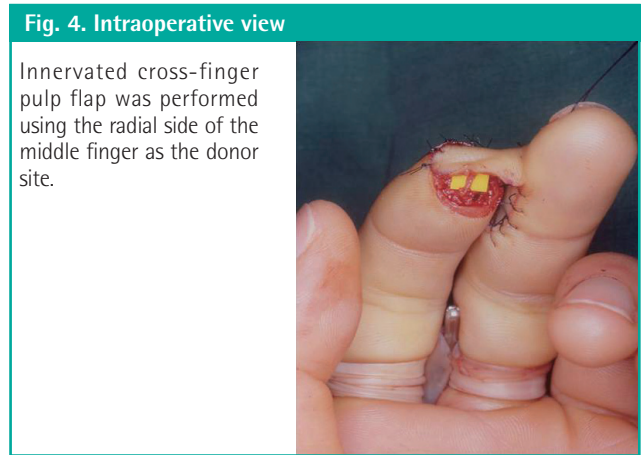 Fig. 4. Intraoperative view
Innervated cross-finger
pulp flap was performed
using the radial side of the
middle finger as the donor
site.